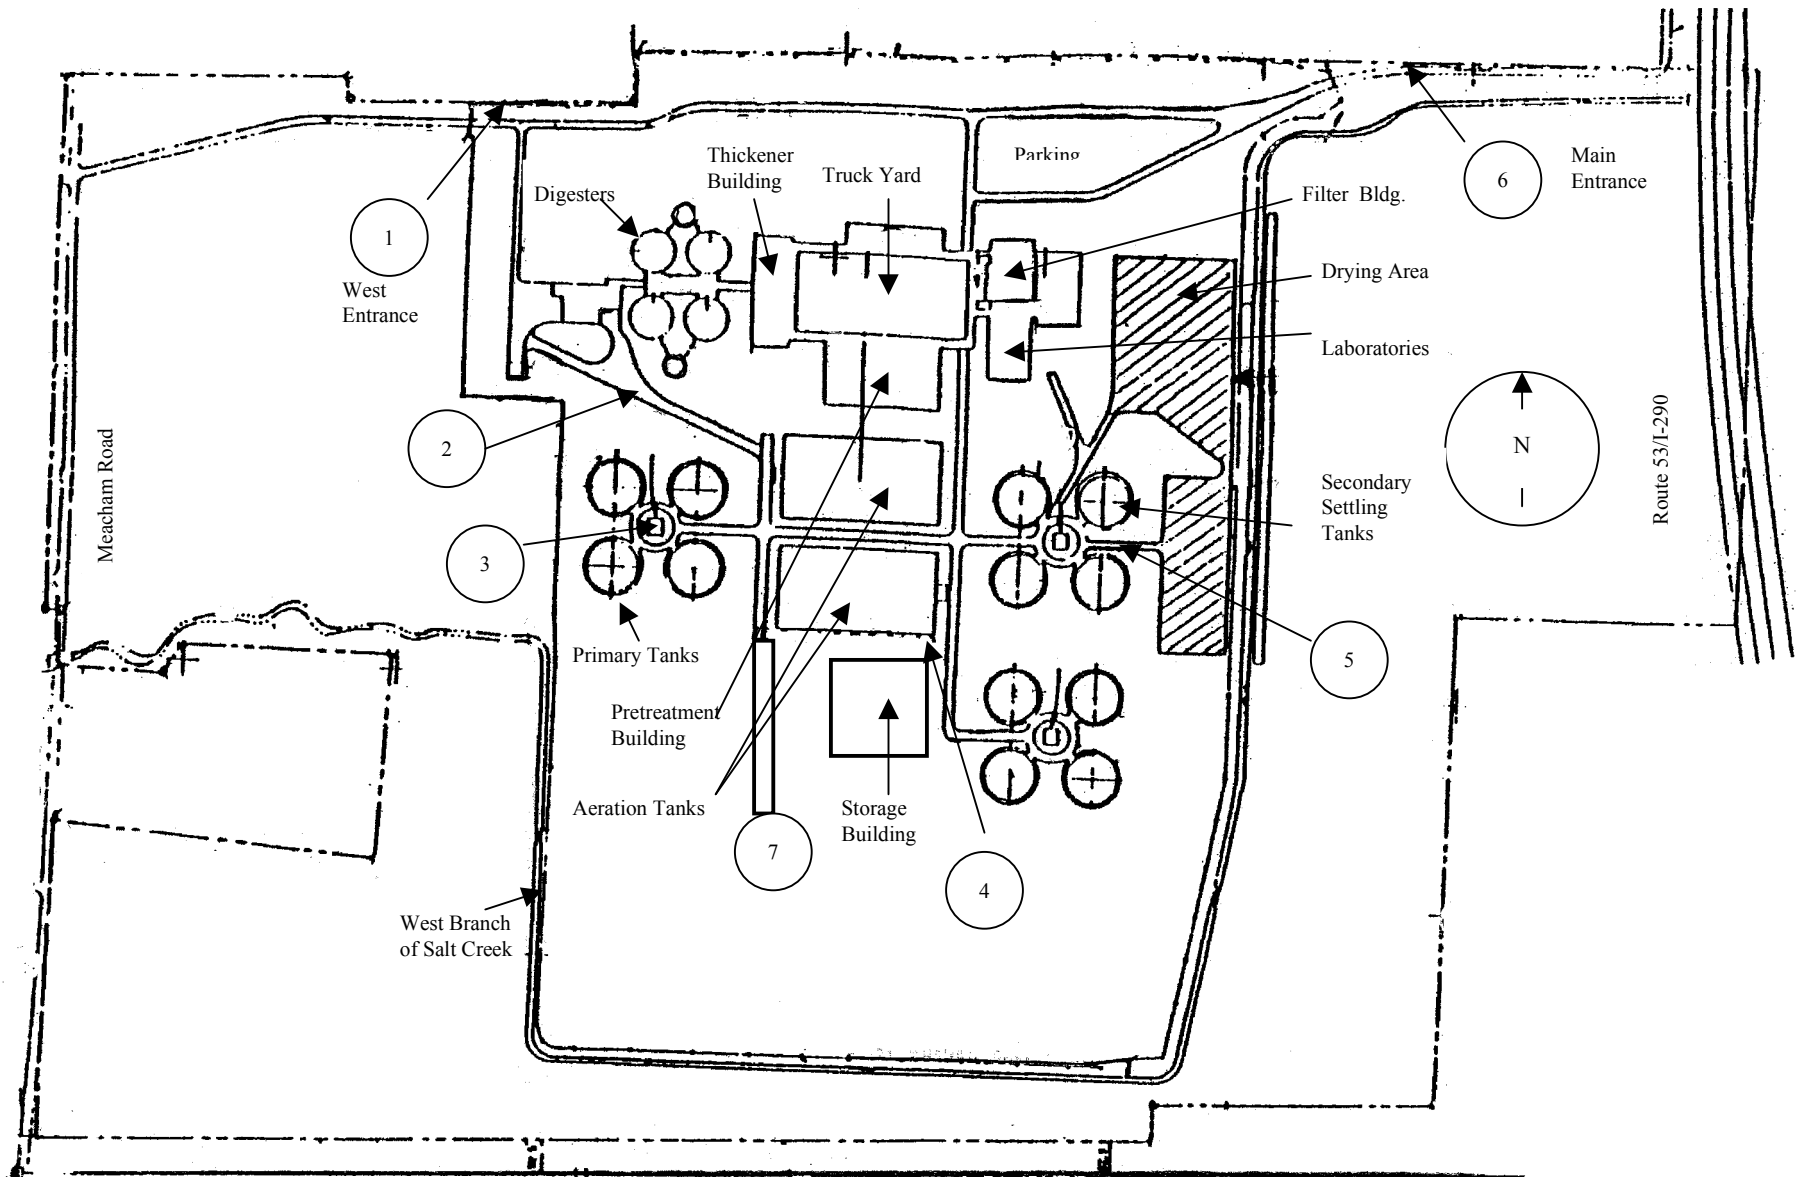 Thickener
Building
Truck Yard
Parking
Main
Entrance
6
Digesters
Filter Bldg.
1
West
Entrance
Drying Area
Laboratories
2
N
Meacham Road
Route 53/I-290
3
Secondary
Settling
Tanks
Primary Tanks
5
Pretreatment
Building
Aeration Tanks
Storage
Building
7
4
West Branch
of Salt Creek